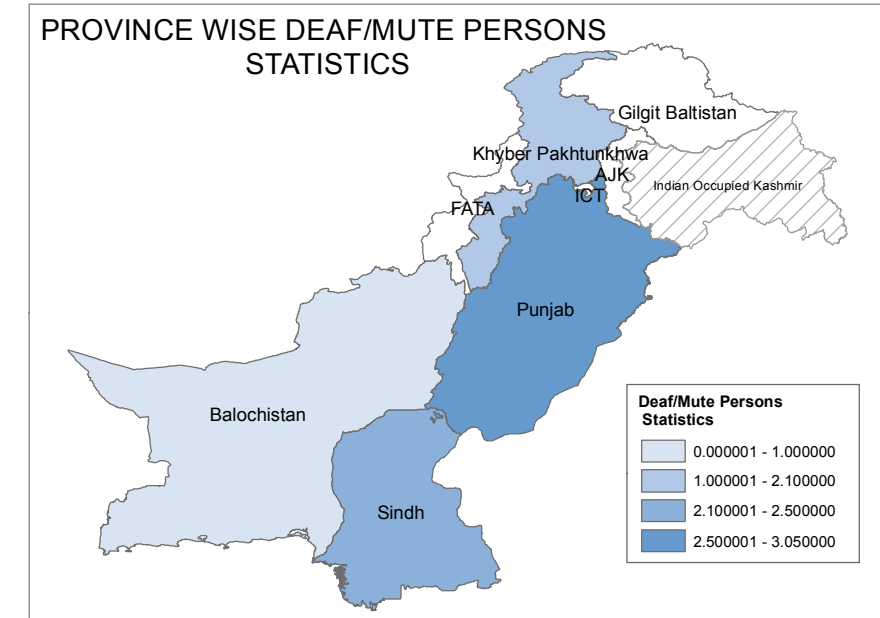 PROVINCE WISE DEAF/MUTE PERSONS
STATISTICS
Gilgit Baltistan
Khyber Pakhtunkhwa
AJK
Indian Occupied Kashmir
ICT
FATA
Punjab
Balochistan
Sindh
Deaf/Mute Persons
Statistics
0.000001 - 1.000000
1.000001 - 2.100000
2.100001 - 2.500000
2.500001 - 3.050000